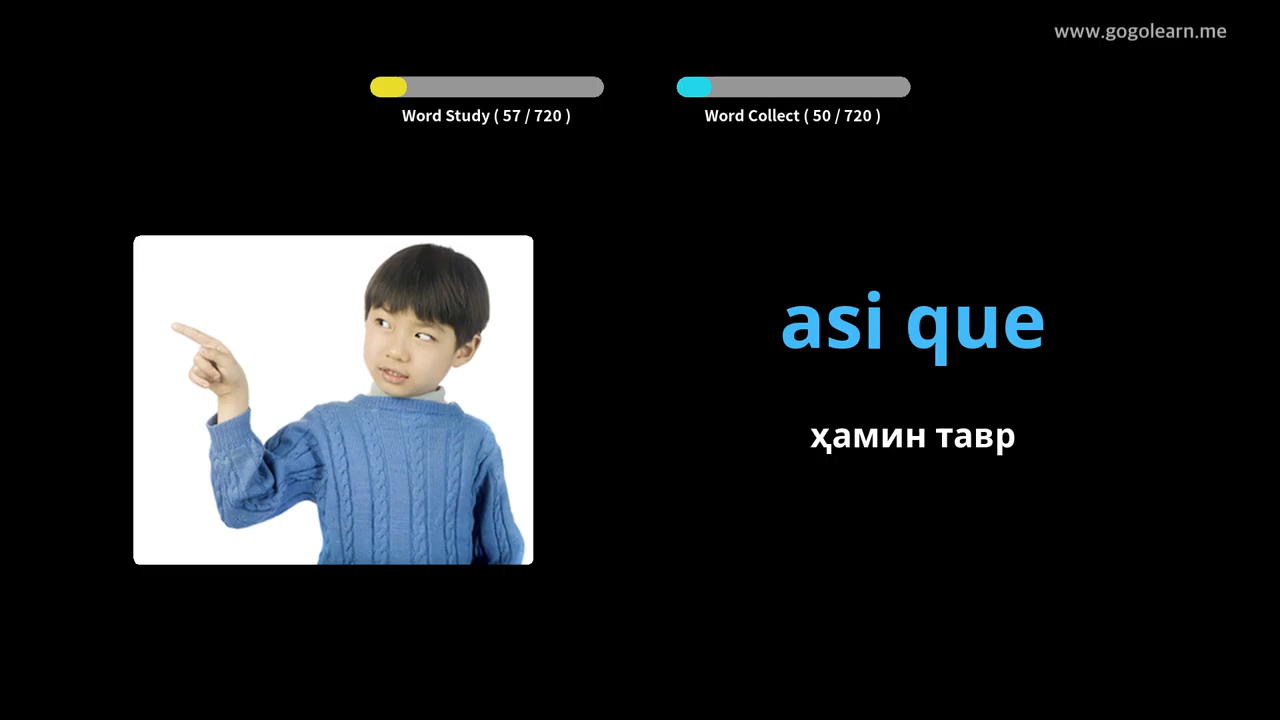 www.gogolearn.me
Word Study ( 57 / 720 )
Word Collect ( 50 / 720 )
asi que
ҳамин тавр